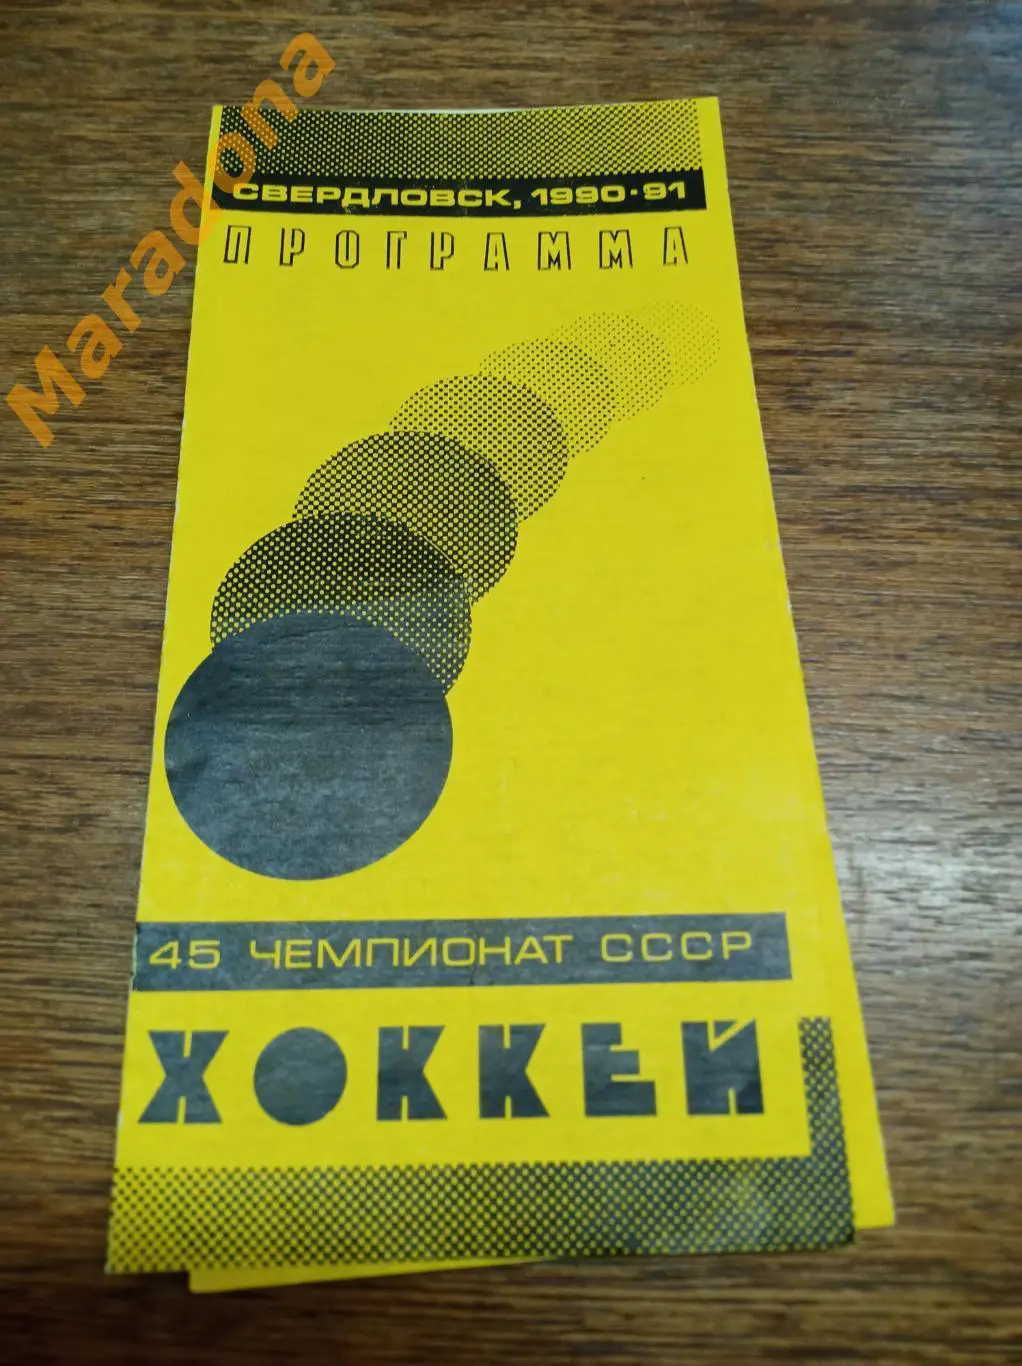 Maradona
СВЕРДЛОВСК, 1990·91
ПРОГРАММА
45 ЧЕМПИОНАТ СССР
ХОККЕЙ